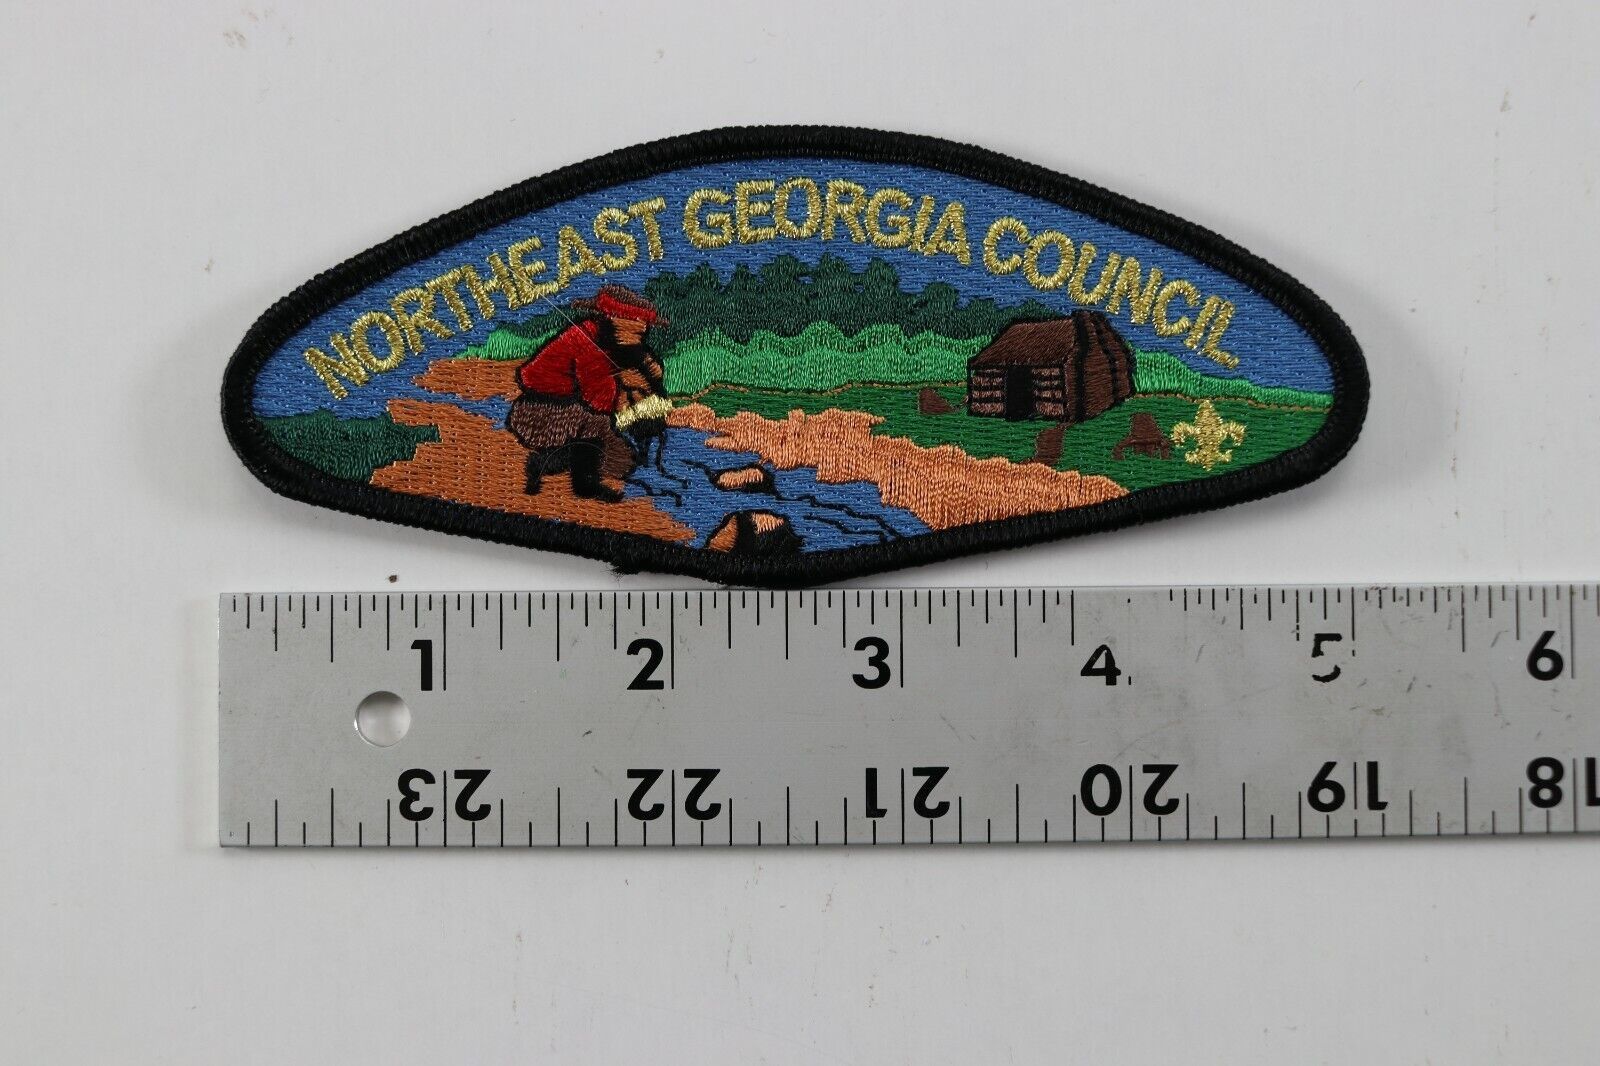 NORTHEAST GEORGIA COUNCIL
1 2 3 4 5 6
23 22 21 20 19 18